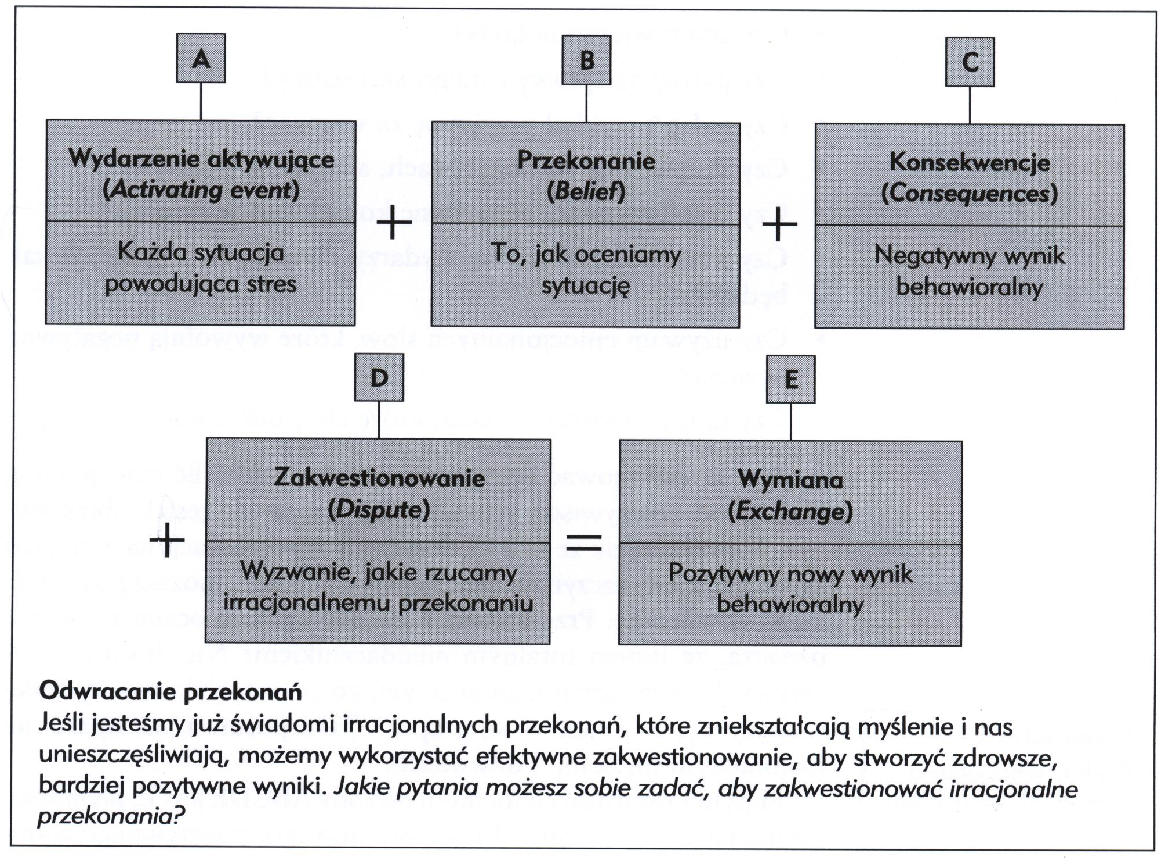 A
B
C
Wydarzenie aktywujące
(Activating event)
Każda sytuacja
powodująca stres
+
Przekonanie
(Belief)
To, jak oceniamy
sytuację
+
Konsekwencje
(Consequences)
Negatywny wynik
behawioralny
D
E
+
Zakwestionowanie
(Dispute)
Wyzwanie, jakie rzucamy
irracjonalnemu przekonaniu
=
Wymiana
(Exchange)
Pozytywny nowy wynik
behawioralny
Odwracanie przekonań
Jeśli jesteśmy już świadomi irracjonalnych przekonań, które zniekształcają myślenie i nas
unieszczęśliwiają, możemy wykorzystać efektywne zakwestionowanie, aby stworzyć zdrowsze,
bardziej pozytywne wyniki. Jakie pytania możesz sobie zadać, aby zakwestionować irracjonalne
przekonania?